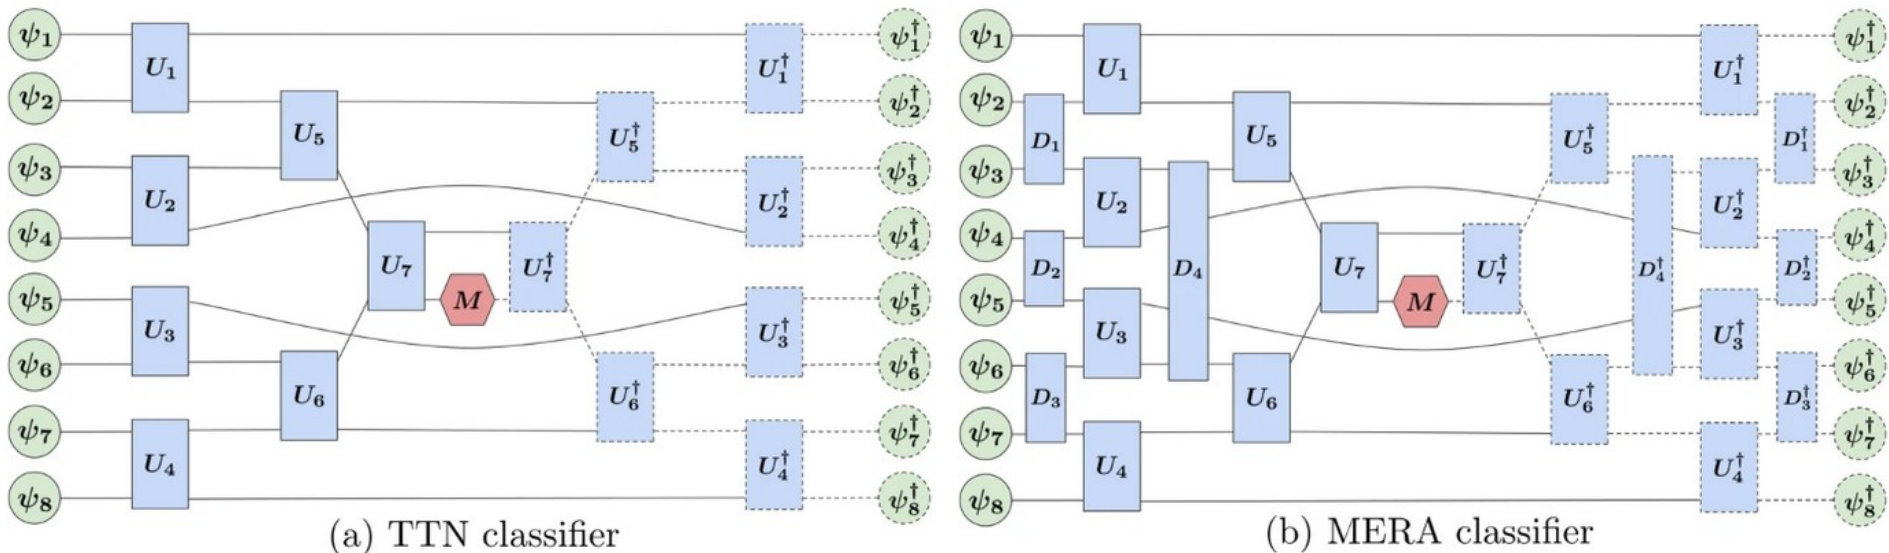 ψ₁ U₁ U₁† ψ₁†
ψ₂ U₅ U₅† ψ₂†
ψ₃ U₂ U₂† ψ₃†
ψ₄ U₇ U₇† ψ₄†
ψ₅ U₃ M U₃† ψ₅†
ψ₆ U₆ U₆† ψ₆†
ψ₇ U₄ U₄† ψ₇†
ψ₈ ψ₈†
(a) TTN classifier
ψ₁ U₁ U₁† ψ₁†
ψ₂ D₁ U₅ U₅† D₁† ψ₂†
ψ₃ U₂ U₂† ψ₃†
ψ₄ D₂ D₄ U₇ U₇† D₄† D₂† ψ₄†
ψ₅ U₃ M U₃† ψ₅†
ψ₆ D₃ U₆ U₆† D₃† ψ₆†
ψ₇ U₄ U₄† ψ₇†
ψ₈ ψ₈†
(b) MERA classifier